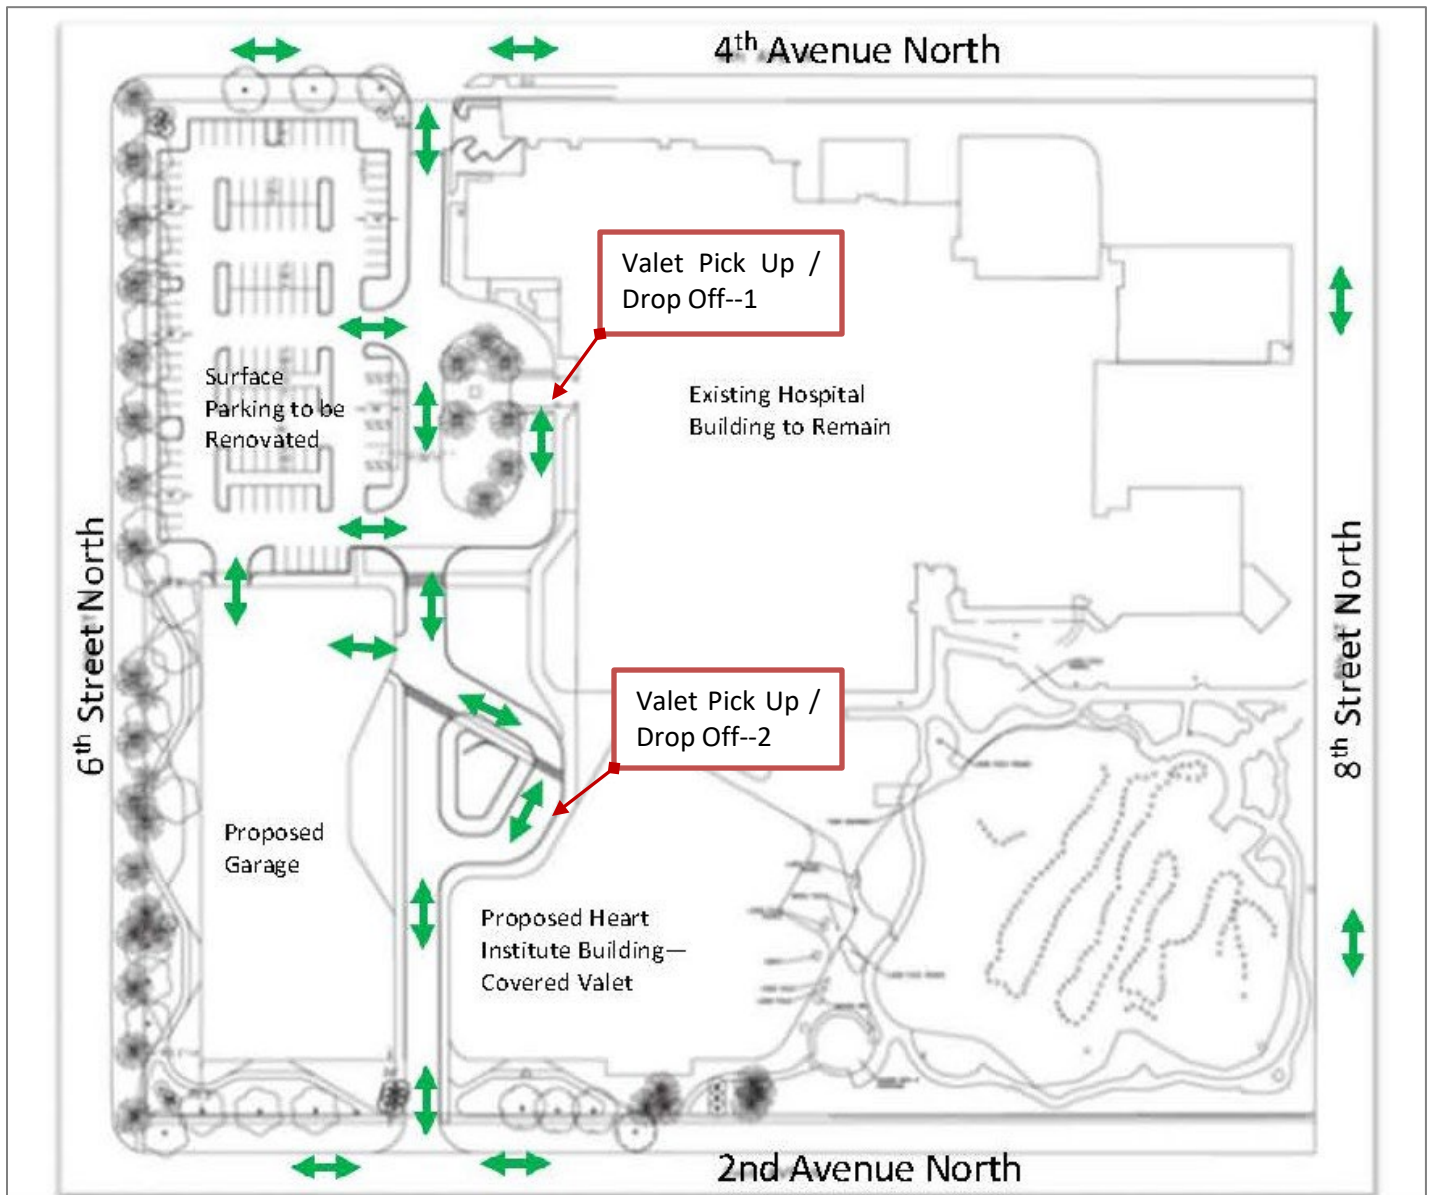 4th Avenue North
Valet Pick Up /
Drop Off--1
Surface
Parking to be
Renovated
Existing Hospital
Building to Remain
6th Street North
8th Street North
Valet Pick Up /
Drop Off--2
Proposed
Garage
Proposed Heart
Institute Building—
Covered Valet
2nd Avenue North